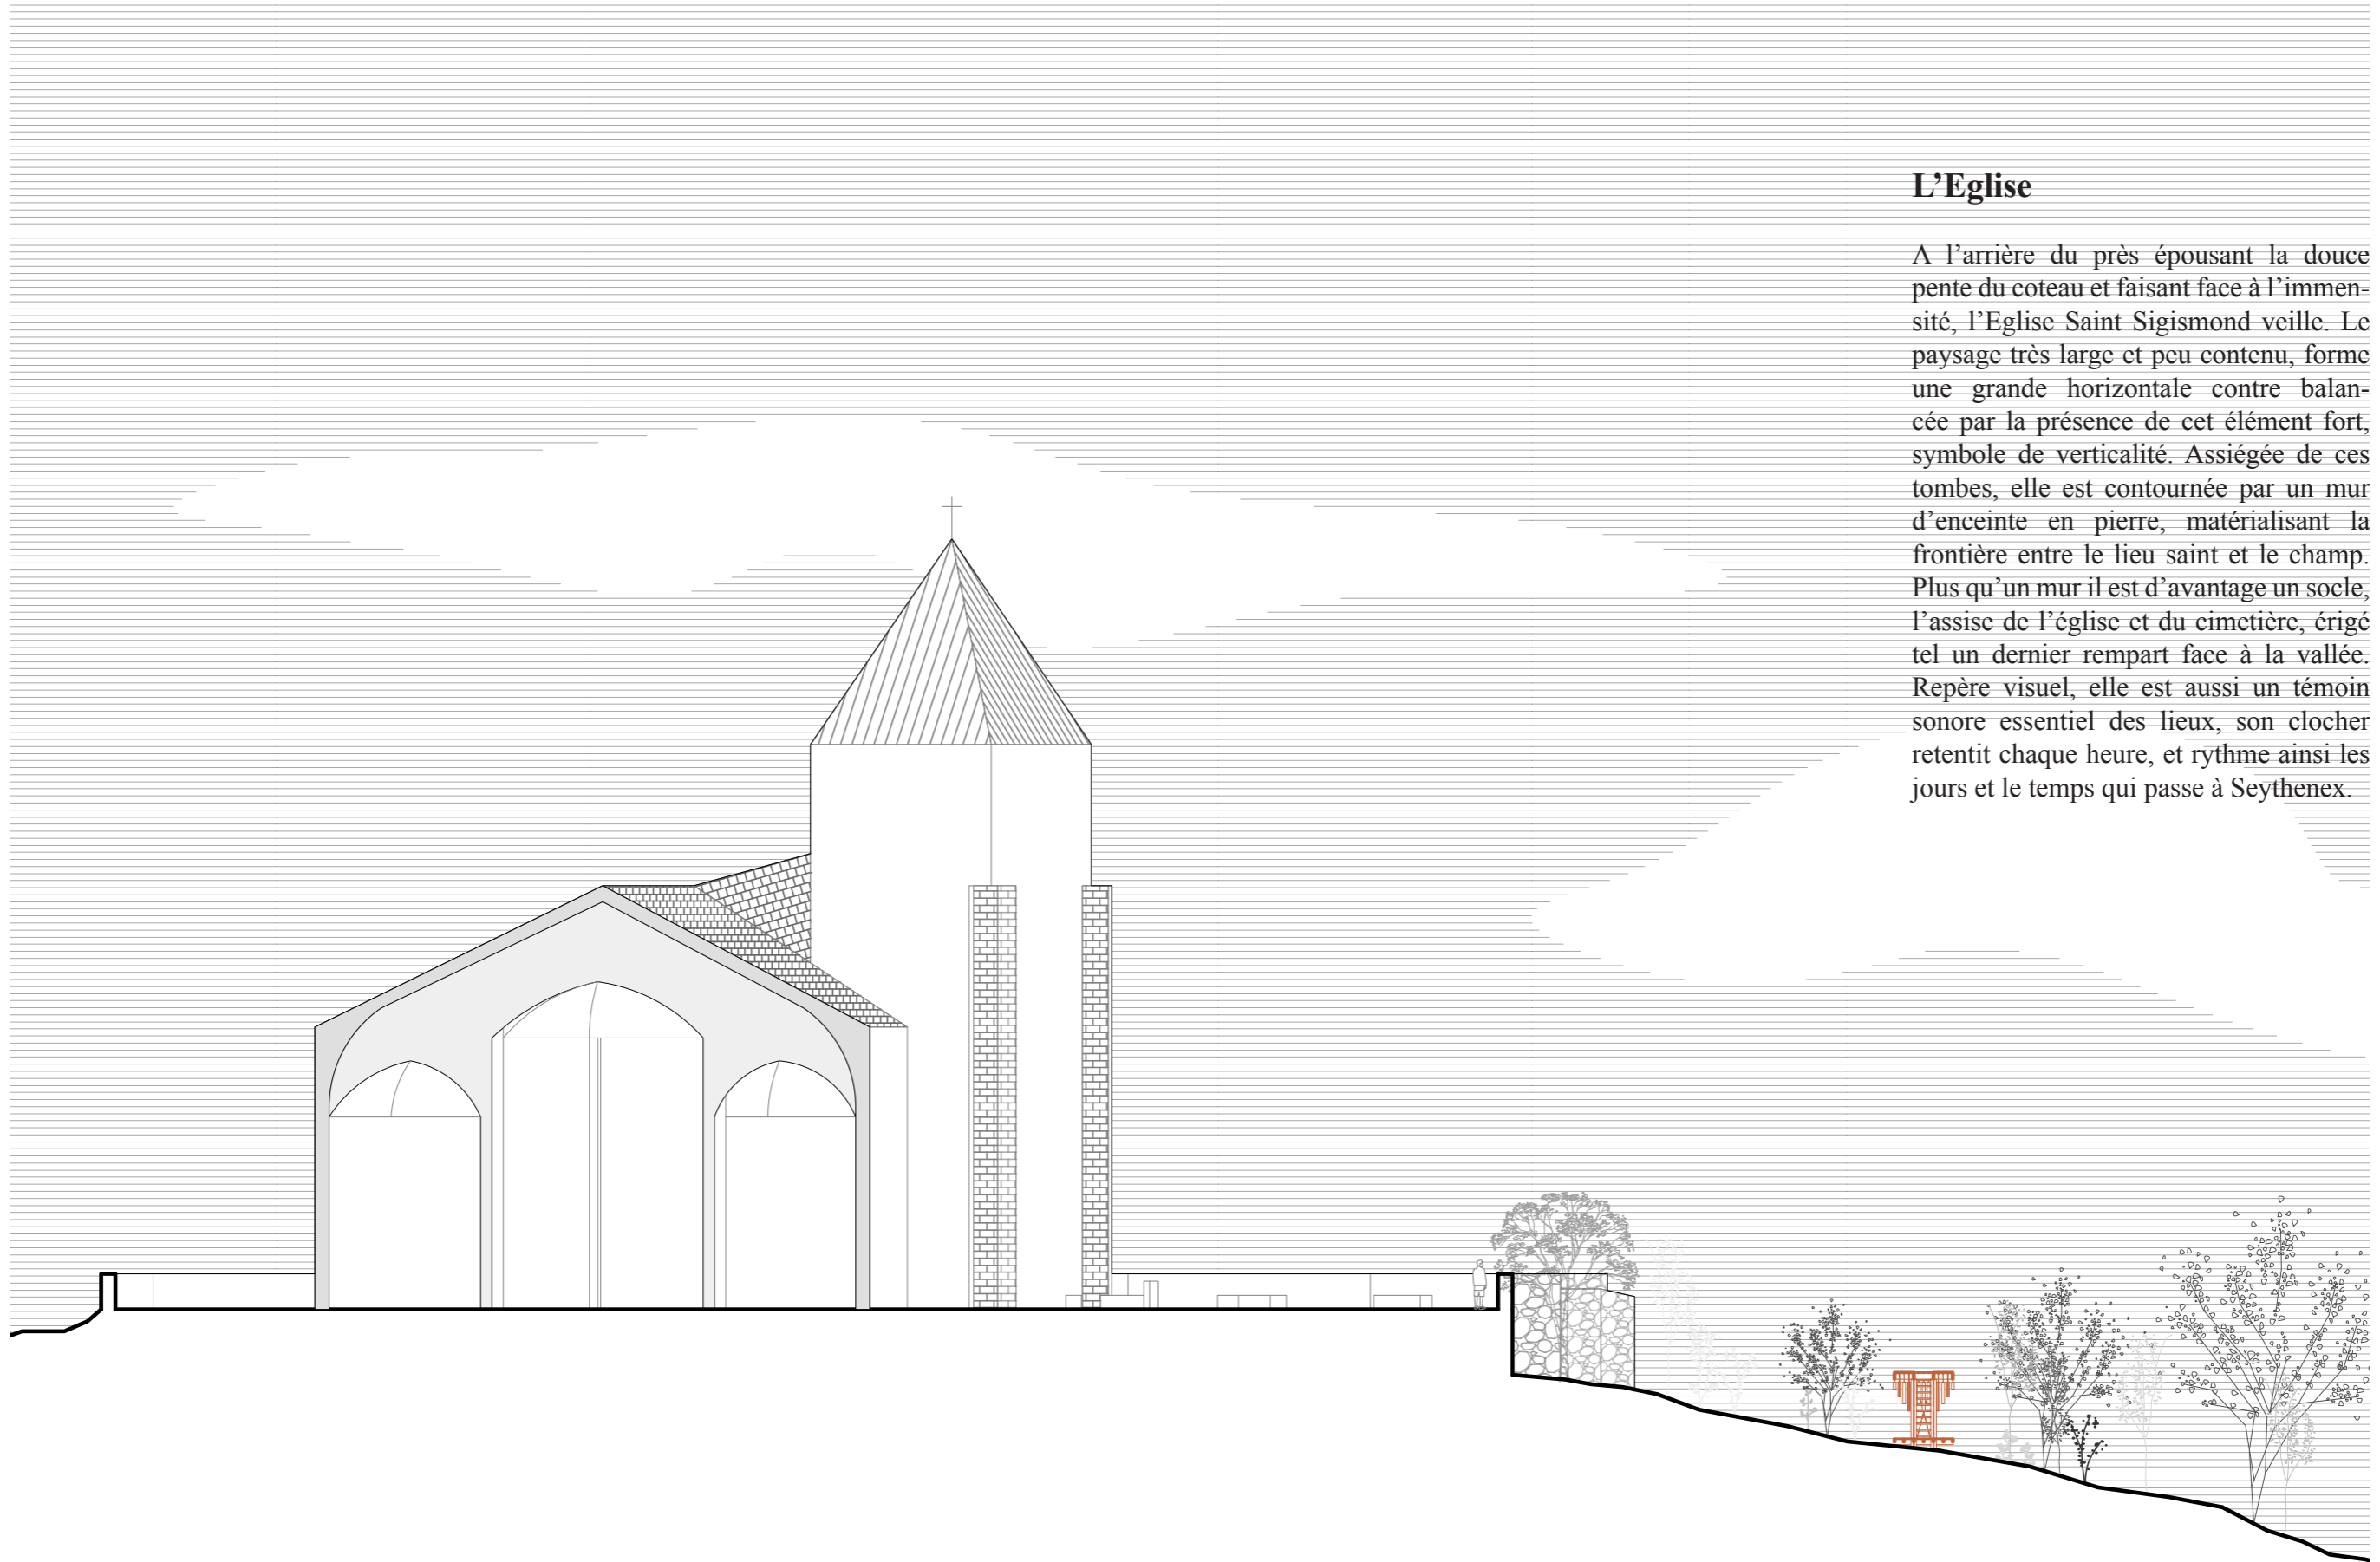 L’Eglise
A l’arrière du près épousant la douce
pente du coteau et faisant face à l’immen-
sité, l’Eglise Saint Sigismond veille. Le
paysage très large et peu contenu, forme
une grande horizontale contre balan-
cée par la présence de cet élément fort,
symbole de verticalité. Assiégée de ces
tombes, elle est contournée par un mur
d’enceinte en pierre, matérialisant la
frontière entre le lieu saint et le champ.
Plus qu’un mur il est d’avantage un socle,
l’assise de l’église et du cimetière, érigé
tel un dernier rempart face à la vallée.
Repère visuel, elle est aussi un témoin
sonore essentiel des lieux, son clocher
retentit chaque heure, et rythme ainsi les
jours et le temps qui passe à Seythenex.